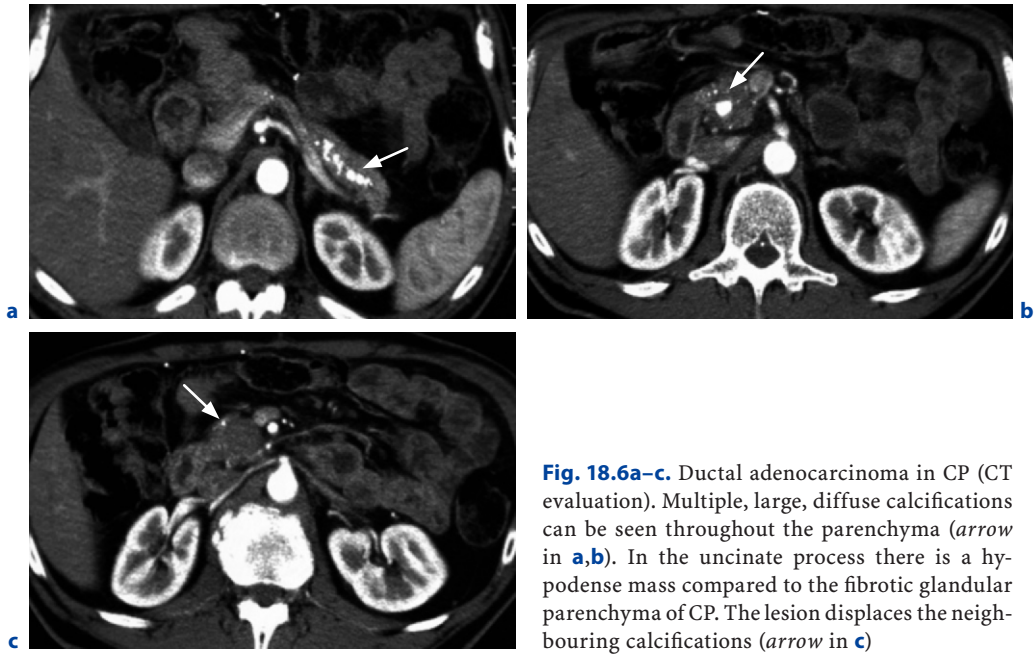 a
b
c
Fig. 18.6a–c. Ductal adenocarcinoma in CP (CT
evaluation). Multiple, large, diffuse calcifications
can be seen throughout the parenchyma (arrow
in a,b). In the uncinate process there is a hy-
podense mass compared to the fibrotic glandular
parenchyma of CP. The lesion displaces the neigh-
bouring calcifications (arrow in c)